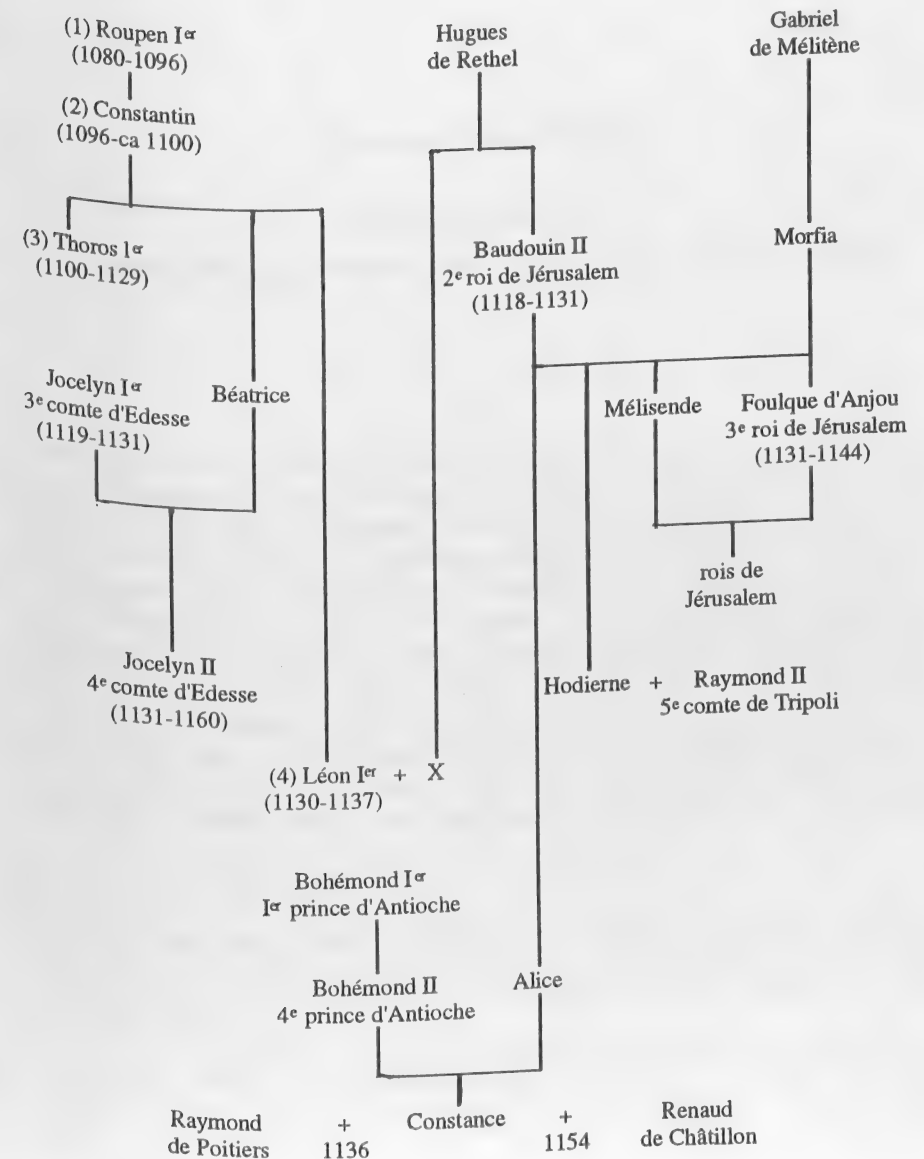 (1) Roupen Ier
(1080-1096)
Hugues
de Rethel
Gabriel
de Mélitène
(2) Constantin
(1096-ca 1100)
(3) Thoros 1er
(1100-1129)
Baudouin II
2e roi de Jérusalem
(1118-1131)
Morfia
Jocelyn Ier
3e comte d'Edesse
(1119-1131)
Béatrice
Mélisende
Foulque d'Anjou
3e roi de Jérusalem
(1131-1144)
rois de
Jérusalem
Jocelyn II
4e comte d'Edesse
(1131-1160)
Hodierne + Raymond II
5e comte de Tripoli
(4) Léon Ier + X
(1130-1137)
Bohémond Ier
Ier prince d'Antioche
Bohémond II
4e prince d'Antioche
Alice
Raymond + Constance + Renaud
de Poitiers 1136 1154 de Châtillon